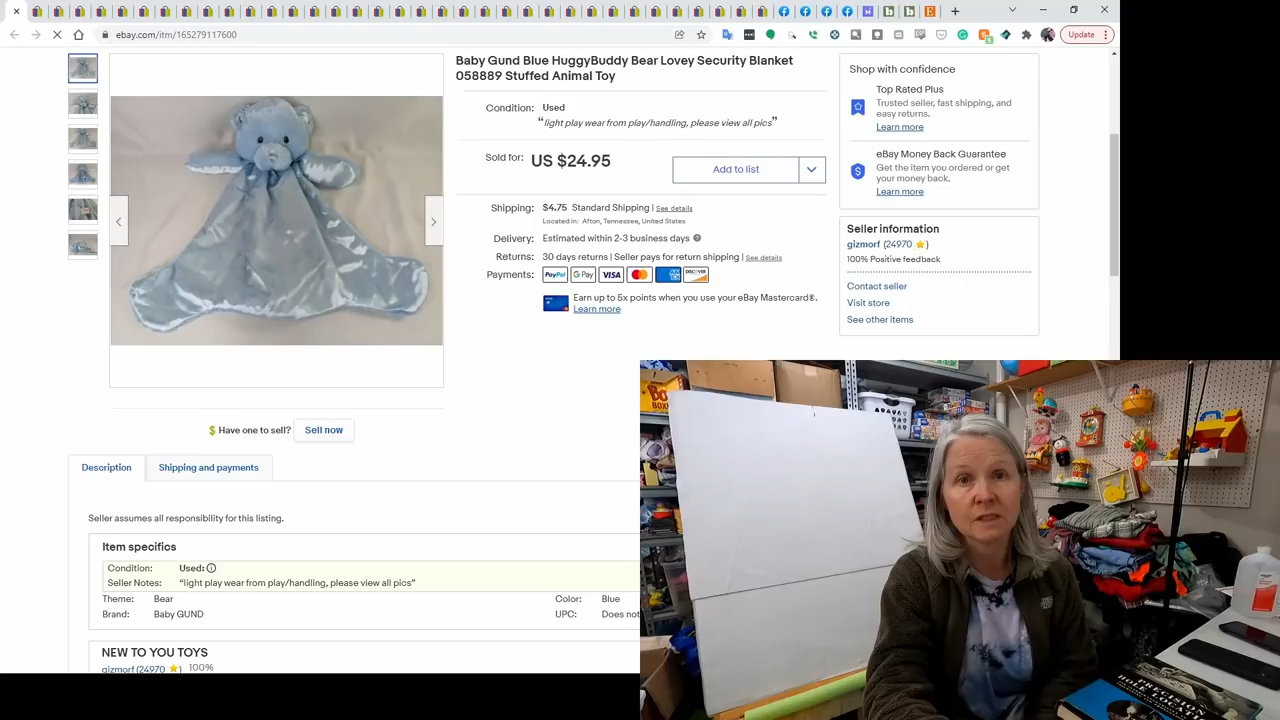 ebay.com/itm/165279117600
Update
Baby Gund Blue HuggyBuddy Bear Lovey Security Blanket
058889 Stuffed Animal Toy
Condition: Used
“light play wear from play/handling, please view all pics”
Sold for: US $24.95
Add to list
Shipping: $4.75 Standard Shipping | See details
Located in: Afton, Tennessee, United States
Delivery: Estimated within 2-3 business days
Returns: 30 days returns | Seller pays for return shipping | See details
Payments: PayPal G Pay VISA DISCOVER
Earn up to 5x points when you use your eBay Mastercard®.
Learn more
Shop with confidence
Top Rated Plus
Trusted seller, fast shipping, and
easy returns.
Learn more
eBay Money Back Guarantee
Get the item you ordered or get
your money back.
Learn more
Seller information
gizmorf (24970 )
100% Positive feedback
Contact seller
Visit store
See other items
Have one to sell? Sell now
Description
Shipping and payments
Seller assumes all responsibility for this listing.
Item specifics
Condition: Used:
Seller Notes: “light play wear from play/handling, please view all pics”
Theme: Bear Color: Blue
Brand: Baby GUND UPC: Does not
NEW TO YOU TOYS
gizmorf (24970 ) 100%
PRECISION
HOLE